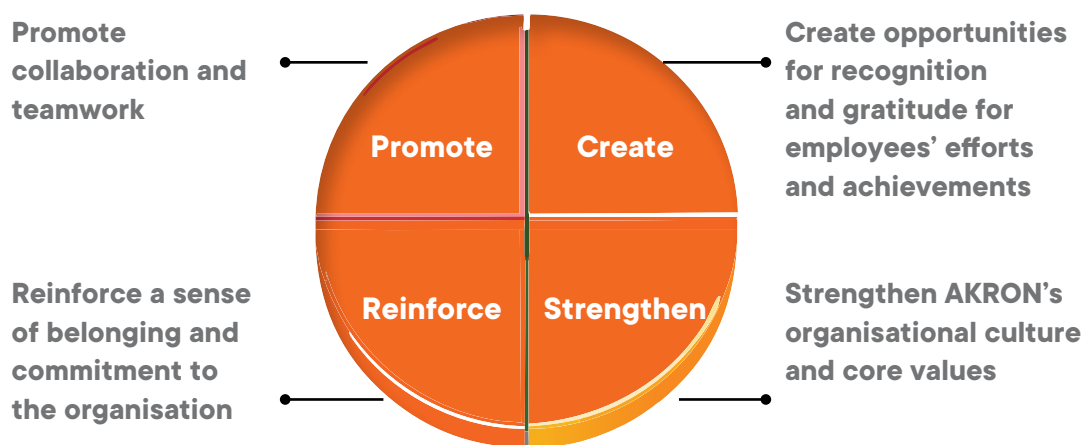 Promote
collaboration and
teamwork
Create opportunities
for recognition
and gratitude for
employees’ efforts
and achievements
Promote
Create
Reinforce
Strengthen
Reinforce a sense
of belonging and
commitment to
the organisation
Strengthen AKRON’s
organisational culture
and core values